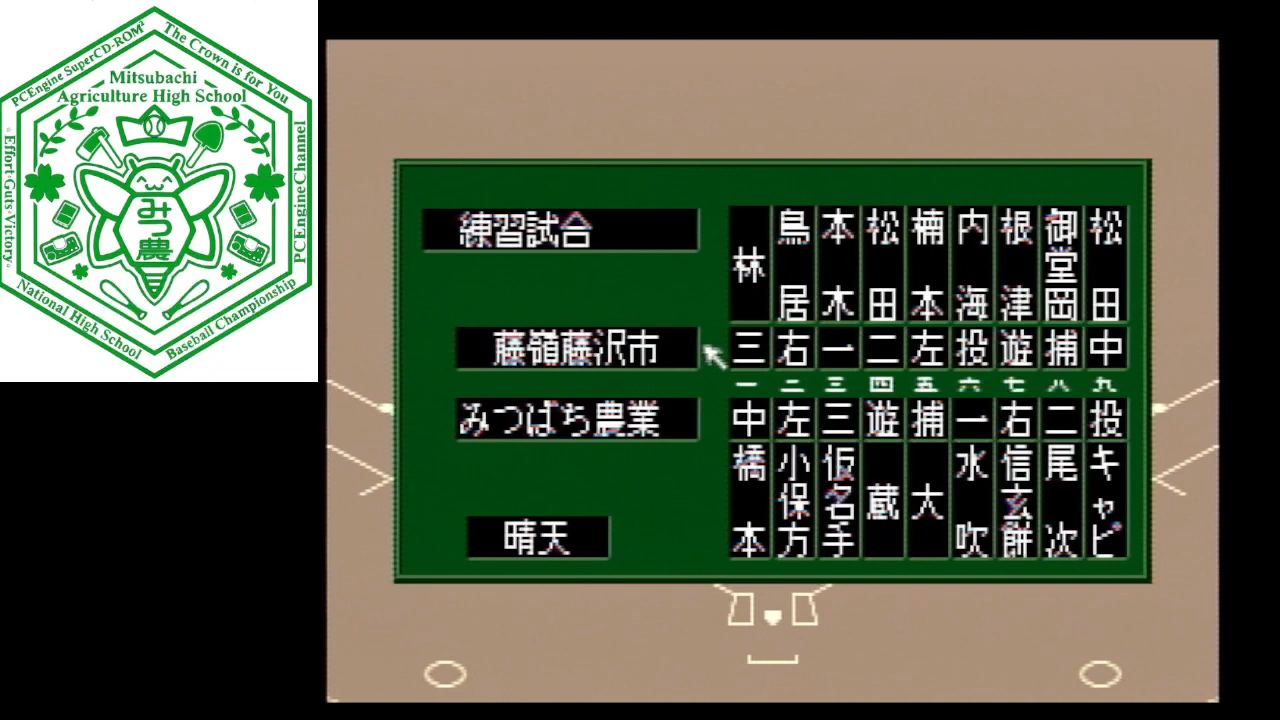 PCEngine SuperCD-ROM²
The Crown is for You
Mitsubachi
Agriculture High School
Effort·Guts·Victory
PCEngineChannel
みつ農
National High School
Baseball Championship
練習試合
藤嶺藤沢市
みつばち農業
晴天
林 鳥居 本木 松田 楠本 内海 根津 御堂岡 松田
三 右 一 二 左 投 遊 捕 中
一 二 三 四 五 六 七 八 九
中 左 三 遊 捕 一 右 二 投
橋本 小保方 仮名手 蔵 大 水吹 信玄餅 尾次 キャピ